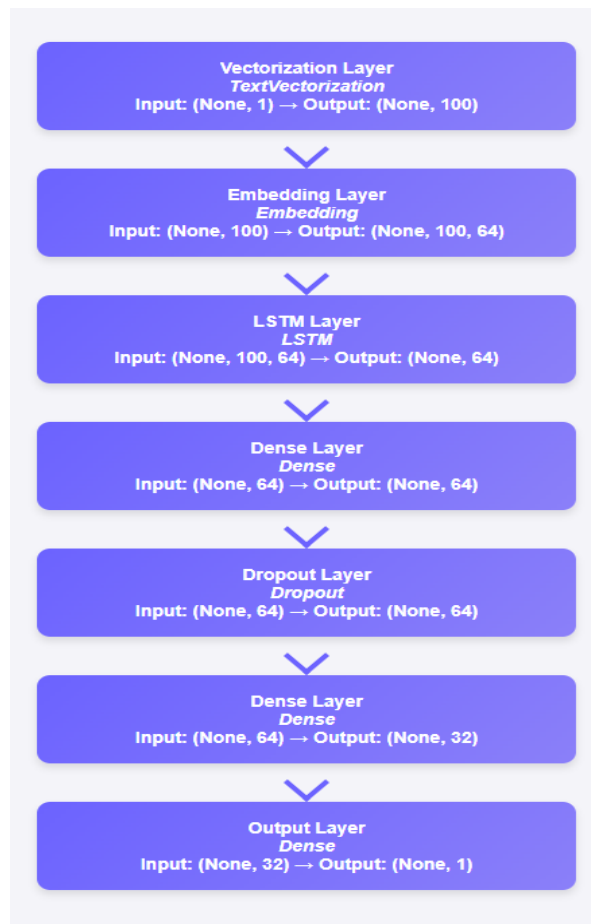 Vectorization Layer
TextVectorization
Input: (None, 1) → Output: (None, 100)
Embedding Layer
Embedding
Input: (None, 100) → Output: (None, 100, 64)
LSTM Layer
LSTM
Input: (None, 100, 64) → Output: (None, 64)
Dense Layer
Dense
Input: (None, 64) → Output: (None, 64)
Dropout Layer
Dropout
Input: (None, 64) → Output: (None, 64)
Dense Layer
Dense
Input: (None, 64) → Output: (None, 32)
Output Layer
Dense
Input: (None, 32) → Output: (None, 1)